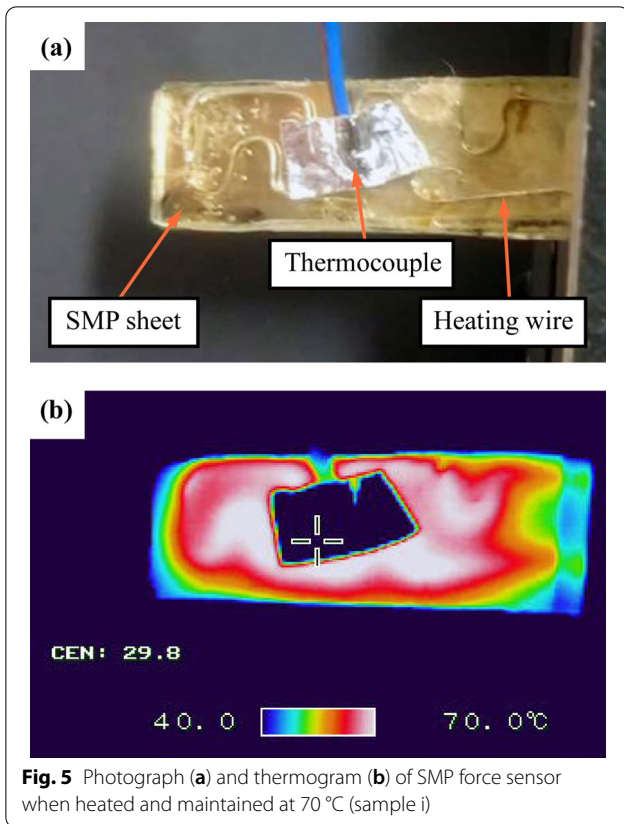 (a)
Thermocouple
SMP sheet
Heating wire
(b)
CEN: 29.8
40.0 70.0℃
Fig. 5 Photograph (a) and thermogram (b) of SMP force sensor
when heated and maintained at 70 °C (sample i)